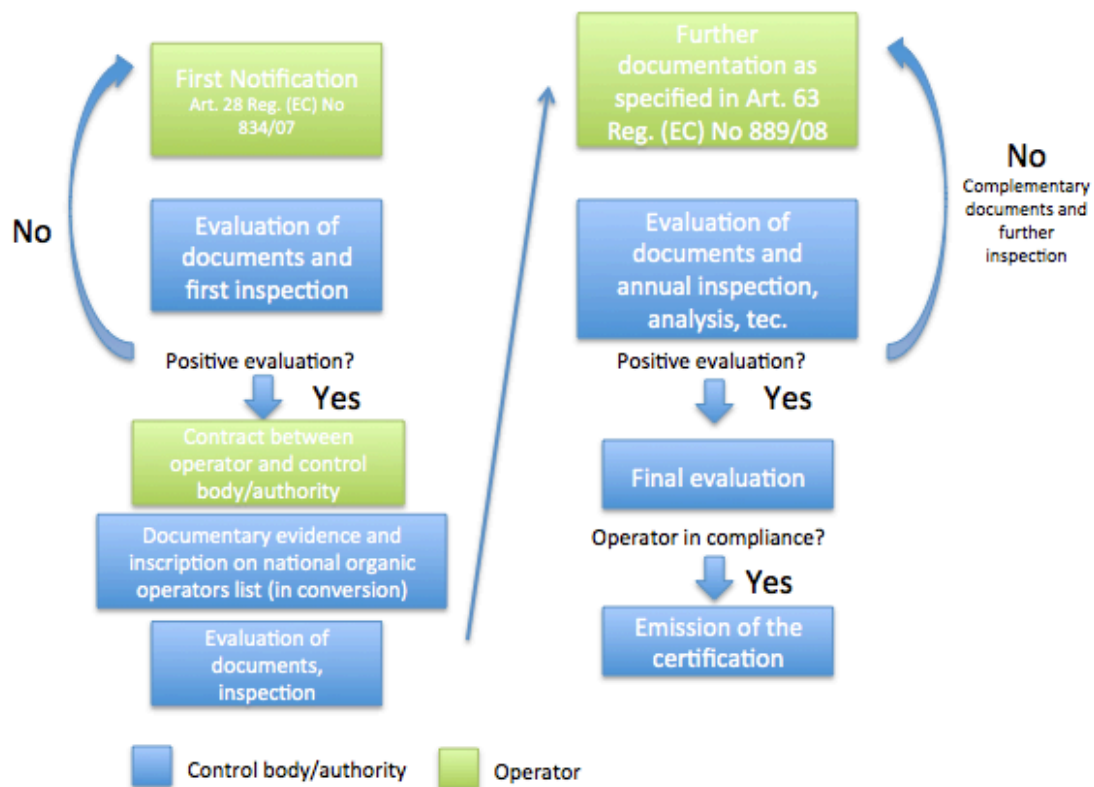 First Notification
Art. 28 Reg. (EC) No
834/07
No
Evaluation of
documents and
first inspection
Positive evaluation?
Yes
Contract between
operator and control
body/authority
Documentary evidence and
inscription on national organic
operators list (in conversion)
Evaluation of
documents,
inspection
Further
documentation as
specified in Art. 63
Reg. (EC) No 889/08
No
Complementary
documents and
further
inspection
Evaluation of
documents and
annual inspection,
analysis, tec.
Positive evaluation?
Yes
Final evaluation
Operator in compliance?
Yes
Emission of the
certification
Control body/authority
Operator